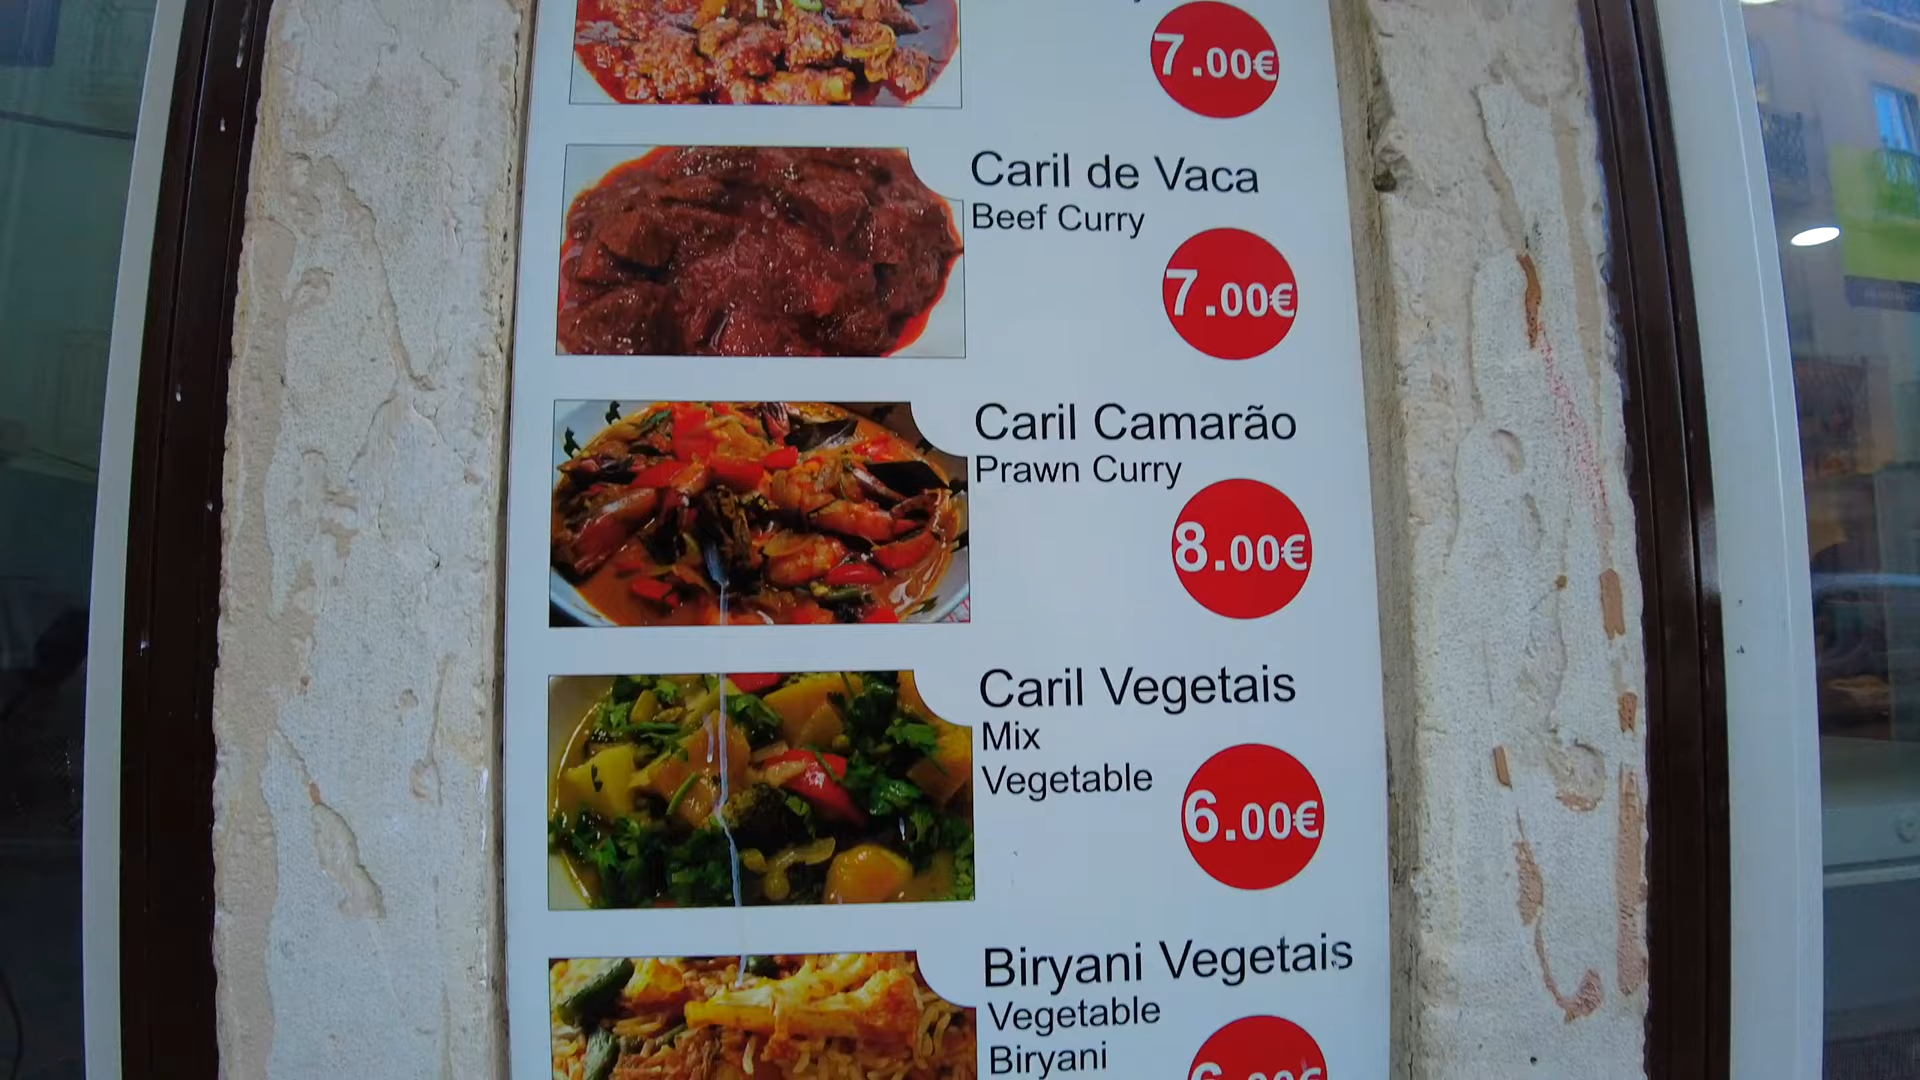 7.00€
Caril de Vaca
Beef Curry
7.00€
Caril Camarão
Prawn Curry
8.00€
Caril Vegetais
Mix
Vegetable
6.00€
Biryani Vegetais
Vegetable
Biryani